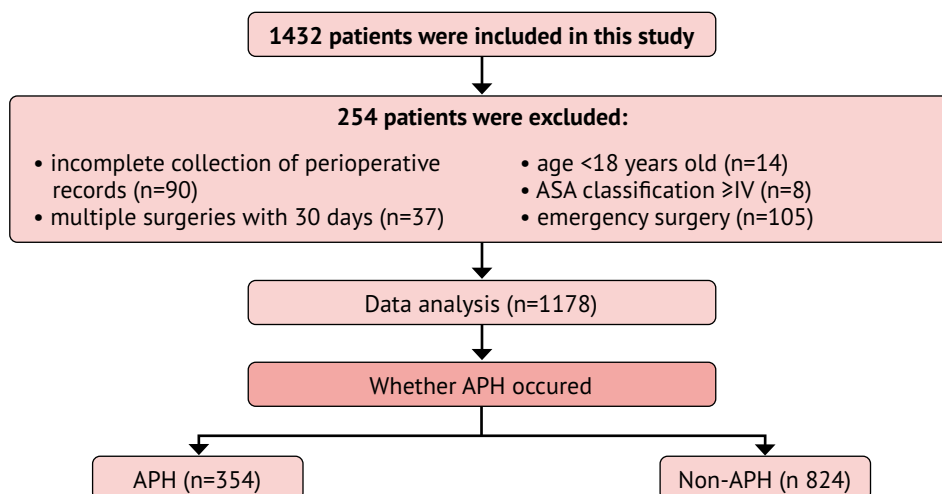 1432 patients were included in this study
254 patients were excluded:
• incomplete collection of perioperative
records (n=90)
• multiple surgeries with 30 days (n=37)
• age <18 years old (n=14)
• ASA classification ⩾IV (n=8)
• emergency surgery (n=105)
Data analysis (n=1178)
Whether APH occured
APH (n=354)
Non-APH (n 824)